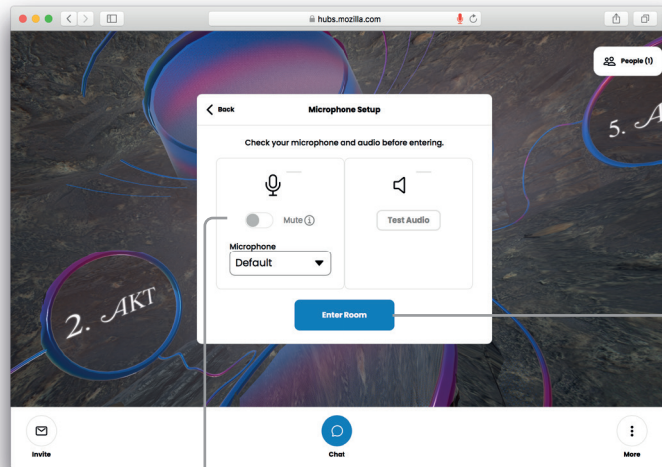 hubs.mozilla.com
People (1)
Back
Microphone Setup
Check your microphone and audio before entering.
Mute
Test Audio
Microphone
Default
Enter Room
5. A
2. AKT
Invite
Chat
More